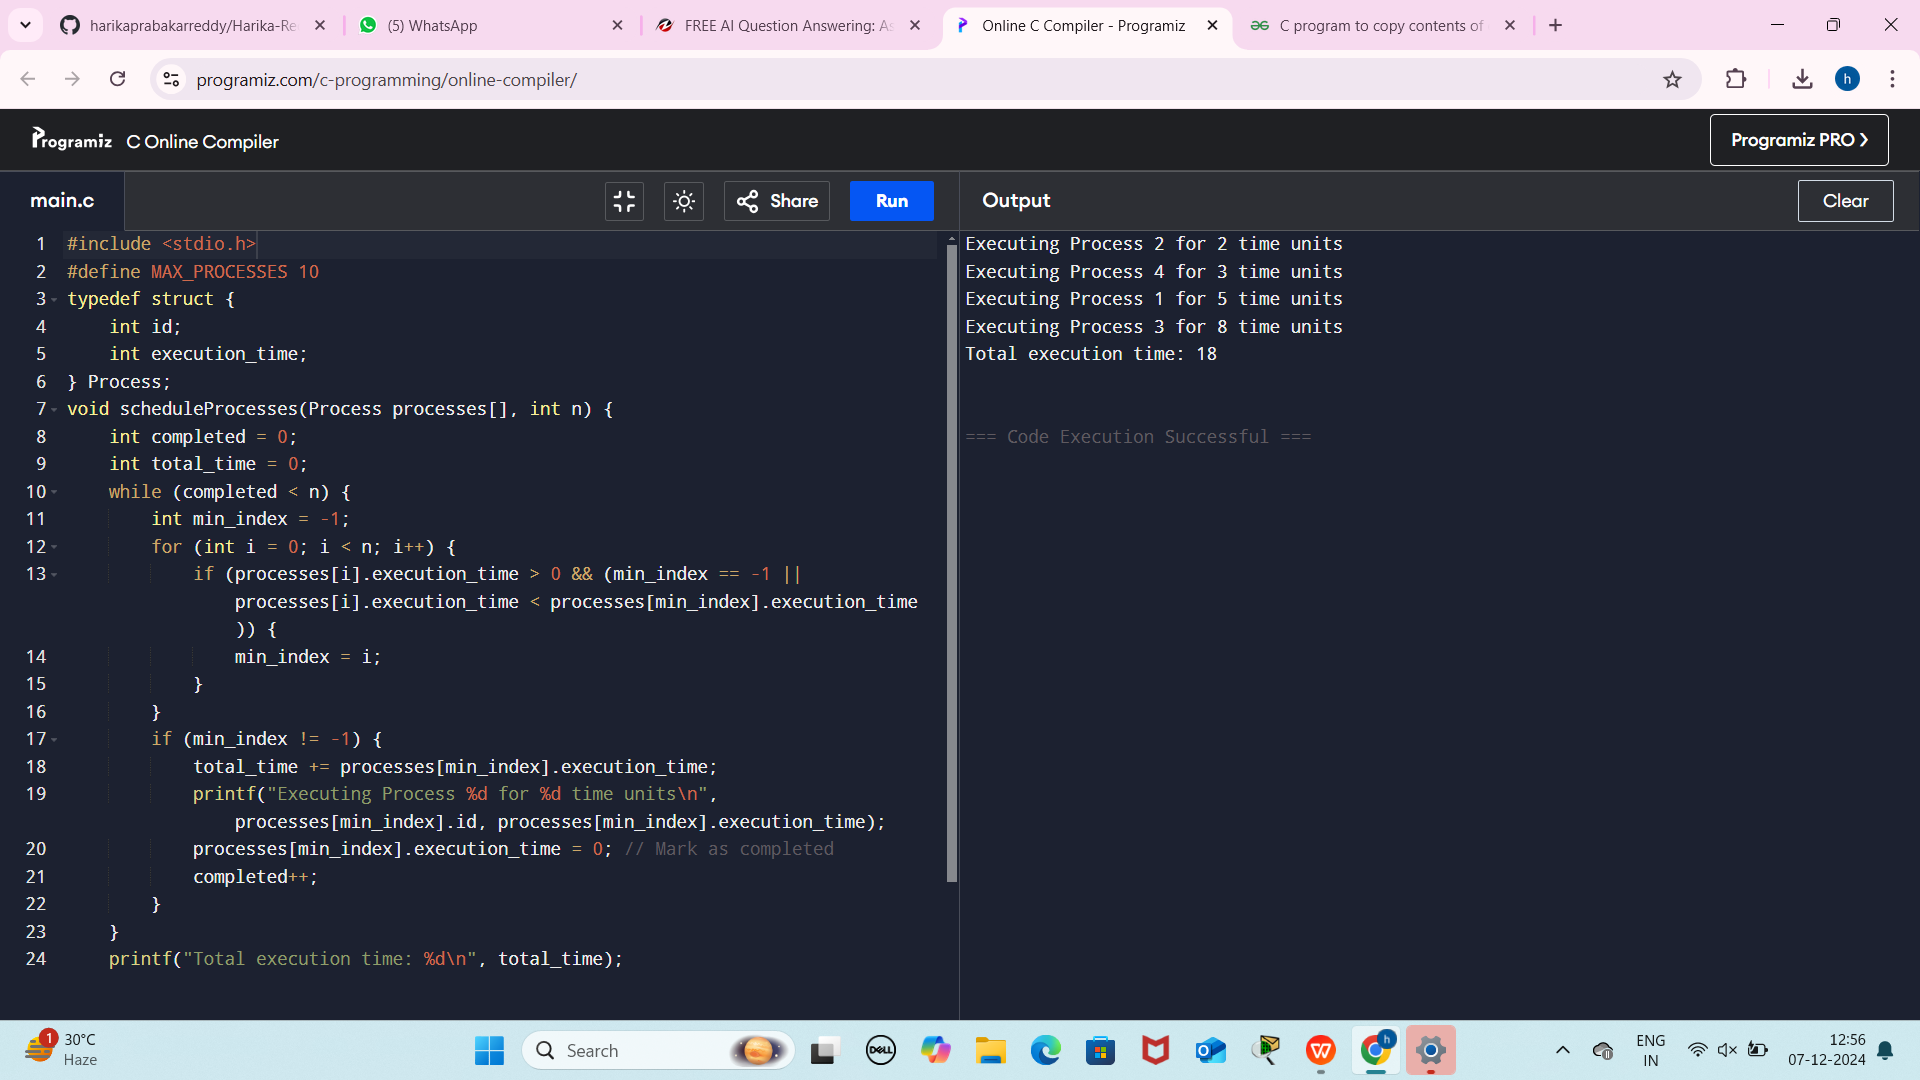 harikaprabakarreddy/Harika-Re
(5) WhatsApp
FREE AI Question Answering: As
Online C Compiler - Programiz
C program to copy contents of
programiz.com/c-programming/online-compiler/
h
Programiz C Online Compiler
Programiz PRO
main.c
Share
Run
Output
Clear
1 #include <stdio.h>
2 #define MAX_PROCESSES 10
3 typedef struct {
4 int id;
5 int execution_time;
6 } Process;
7 void scheduleProcesses(Process processes[], int n) {
8 int completed = 0;
9 int total_time = 0;
10 while (completed < n) {
11 int min_index = -1;
12 for (int i = 0; i < n; i++) {
13 if (processes[i].execution_time > 0 && (min_index == -1 ||
processes[i].execution_time < processes[min_index].execution_time
)) {
14 min_index = i;
15 }
16 }
17 if (min_index != -1) {
18 total_time += processes[min_index].execution_time;
19 printf("Executing Process %d for %d time units\n",
processes[min_index].id, processes[min_index].execution_time);
20 processes[min_index].execution_time = 0; // Mark as completed
21 completed++;
22 }
23 }
24 printf("Total execution time: %d\n", total_time);
Executing Process 2 for 2 time units
Executing Process 4 for 3 time units
Executing Process 1 for 5 time units
Executing Process 3 for 8 time units
Total execution time: 18
=== Code Execution Successful ===
1
30°C
Haze
Search
DELL
h
ENG
IN
12:56
07-12-2024